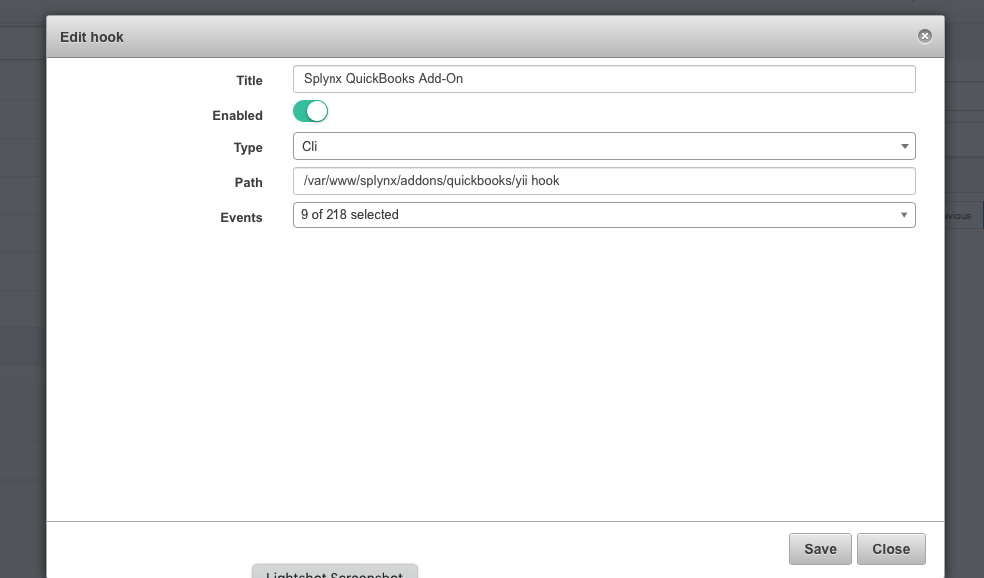 Edit hook
Title Splynx QuickBooks Add-On
Enabled
Type Cli
Path /var/www/splynx/addons/quickbooks/yii hook
Events 9 of 218 selected
vious
Save Close
Lightshot Screenshot